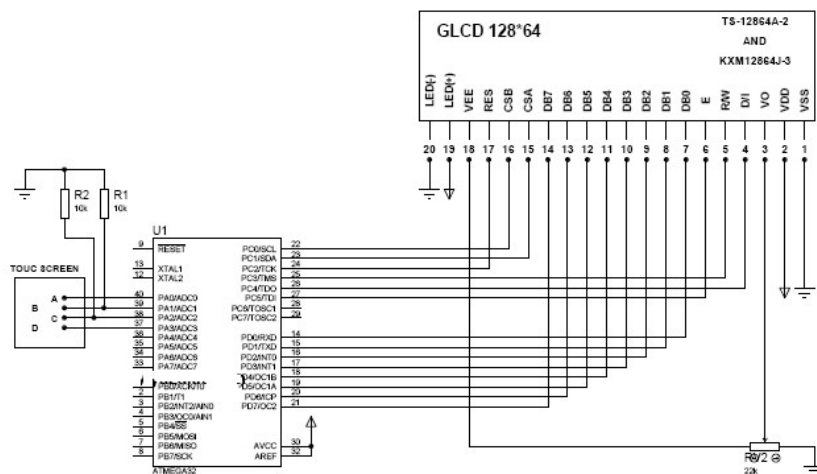 GLCD 128*64
TS-12864A-2
AND
KXM12864J-3
LED(-)
LED(+)
VEE
RES
CSB
CSA
DB7
DB6
DB5
DB4
DB3
DB2
DB1
DB0
E
R/W
D/I
VO
VDD
VSS
20 19 18 17 16 15 14 13 12 11 10 9 8 7 6 5 4 3 2 1
R2
10k
R1
10k
U1
TOUC SCREEN
A
B
C
D
9 RESET
13 XTAL1
12 XTAL2
40 PA0/ADC0
39 PA1/ADC1
38 PA2/ADC2
37 PA3/ADC3
36 PA4/ADC4
35 PA5/ADC5
34 PA6/ADC6
33 PA7/ADC7
PB0/XCK/T0
2 PB1/T1
3 PB2/INT2/AIN0
4 PB3/OC0/AIN1
5 PB4/SS
6 PB5/MOSI
7 PB6/MISO
8 PB7/SCK
PC0/SCL 22
PC1/SDA 23
PC2/TCK 24
PC3/TMS 25
PC4/TDO 26
PC5/TDI 27
PC6/TOSC1 28
PC7/TOSC2 29
PD0/RXD 14
PD1/TXD 15
PD2/INT0 16
PD3/INT1 17
D4/OC1B 18
PD5/OC1A 19
PD6/ICP 20
PD7/OC2 21
AVCC 30
AREF 32
ATMEGA32
22k